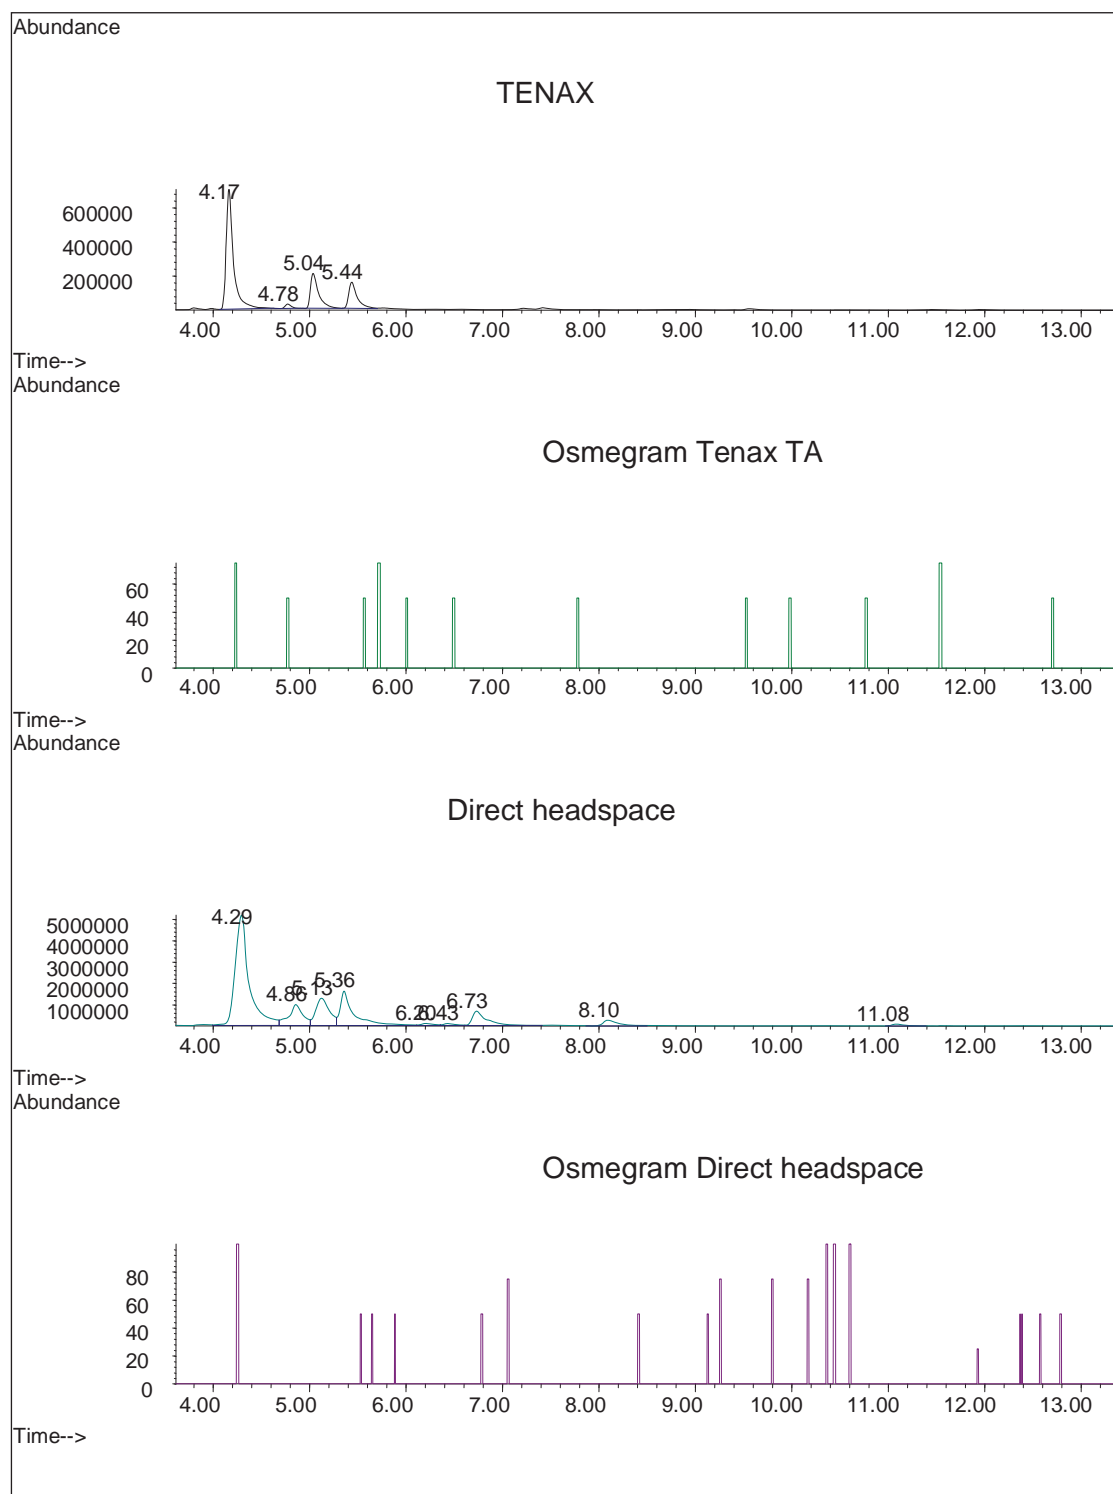 Abundance
TENAX
4.17
600000
400000
5.04
5.44
200000
4.78
4.00 5.00 6.00 7.00 8.00 9.00 10.00 11.00 12.00 13.00
Time-->
Abundance
Osmegram Tenax TA
60
40
20
0
4.00 5.00 6.00 7.00 8.00 9.00 10.00 11.00 12.00 13.00
Time-->
Abundance
Direct headspace
4.29
5000000
4000000
3000000
5.36
2000000
4.86 5.13
6.73
1000000
6.20 6.43
8.10
11.08
4.00 5.00 6.00 7.00 8.00 9.00 10.00 11.00 12.00 13.00
Time-->
Abundance
Osmegram Direct headspace
80
60
40
20
0
4.00 5.00 6.00 7.00 8.00 9.00 10.00 11.00 12.00 13.00
Time-->